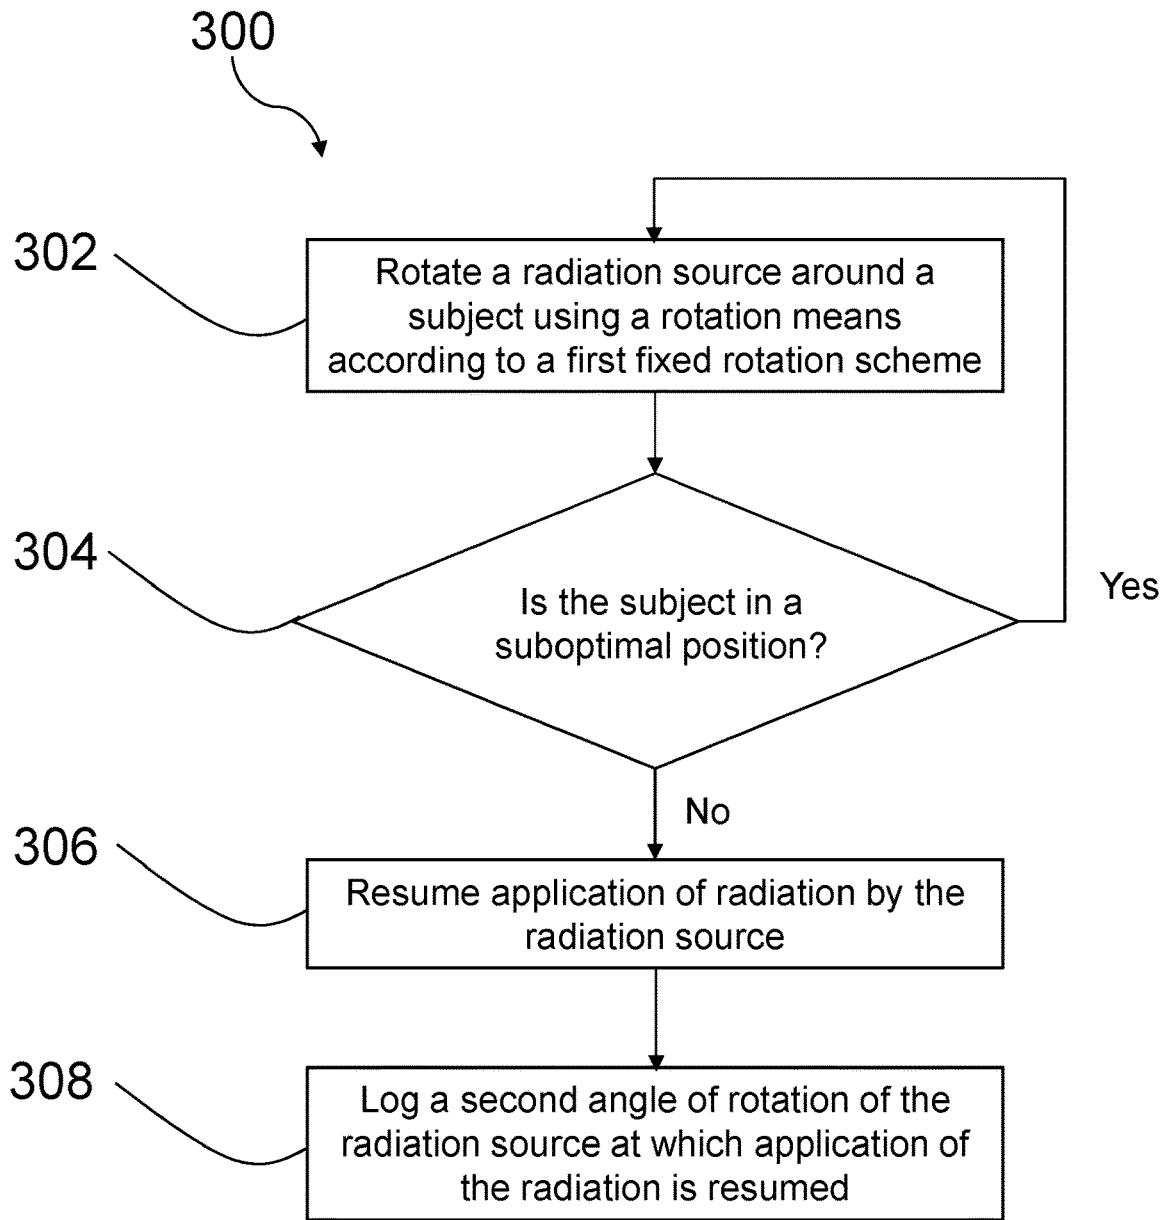 300
302
Rotate a radiation source around a
subject using a rotation means
according to a first fixed rotation scheme
304
Is the subject in a
suboptimal position?
Yes
No
306
Resume application of radiation by the
radiation source
308
Log a second angle of rotation of the
radiation source at which application of
the radiation is resumed